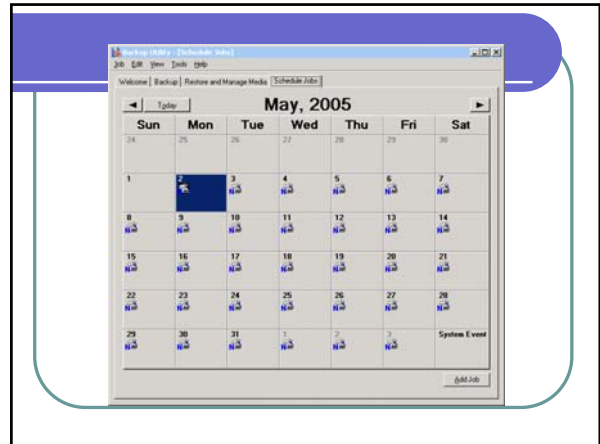 Backup Utility - [Schedule Jobs]
Job Edit View Tools Help
Welcome Backup Restore and Manage Media Schedule Jobs
Today May, 2005
Sun Mon Tue Wed Thu Fri Sat
24 25 26 27 28 29 30
1 2 3 4 5 6 7
N N N N N
8 9 10 11 12 13 14
N N N N N N N
15 16 17 18 19 20 21
N N N N N N N
22 23 24 25 26 27 28
N N N N N N N
29 30 31 1 2 3 System Event
N N N N N N
Add Job